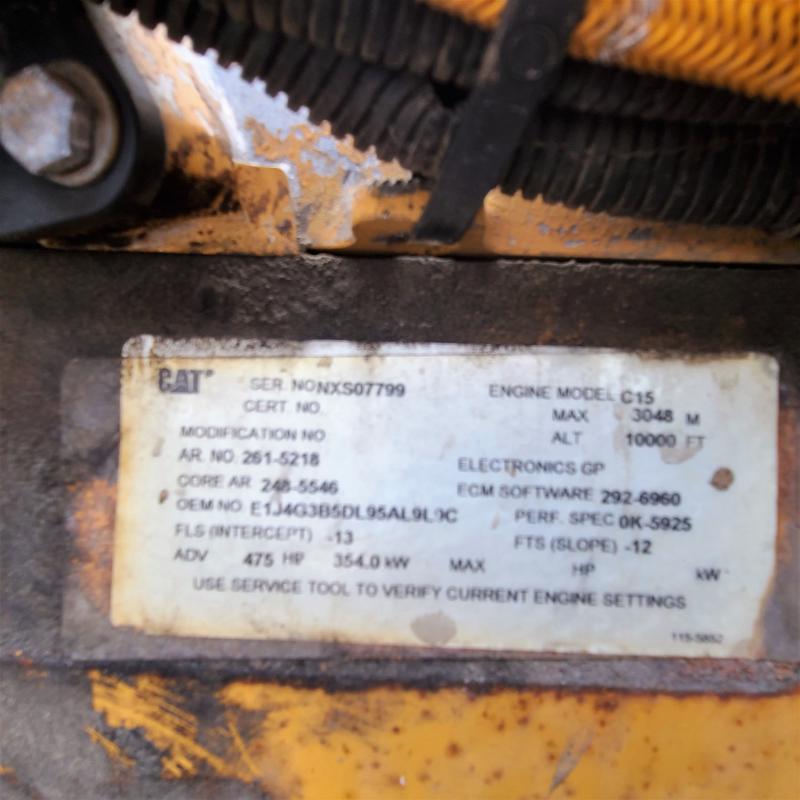 CAT SER. NO NXS07799 ENGINE MODEL C15
CERT. NO. MAX 3048 M
MODIFICATION NO ALT 10000 FT
AR. NO. 261-5218 ELECTRONICS GP
CORE AR 248-5546 ECM SOFTWARE 292-6960
OEM NO. PERF. SPEC 0K-5925
FLS (INTERCEPT) -13 FTS (SLOPE) -12
ADV 475 HP 354.0 kW MAX HP kW
USE SERVICE TOOL TO VERIFY CURRENT ENGINE SETTINGS
115-5852